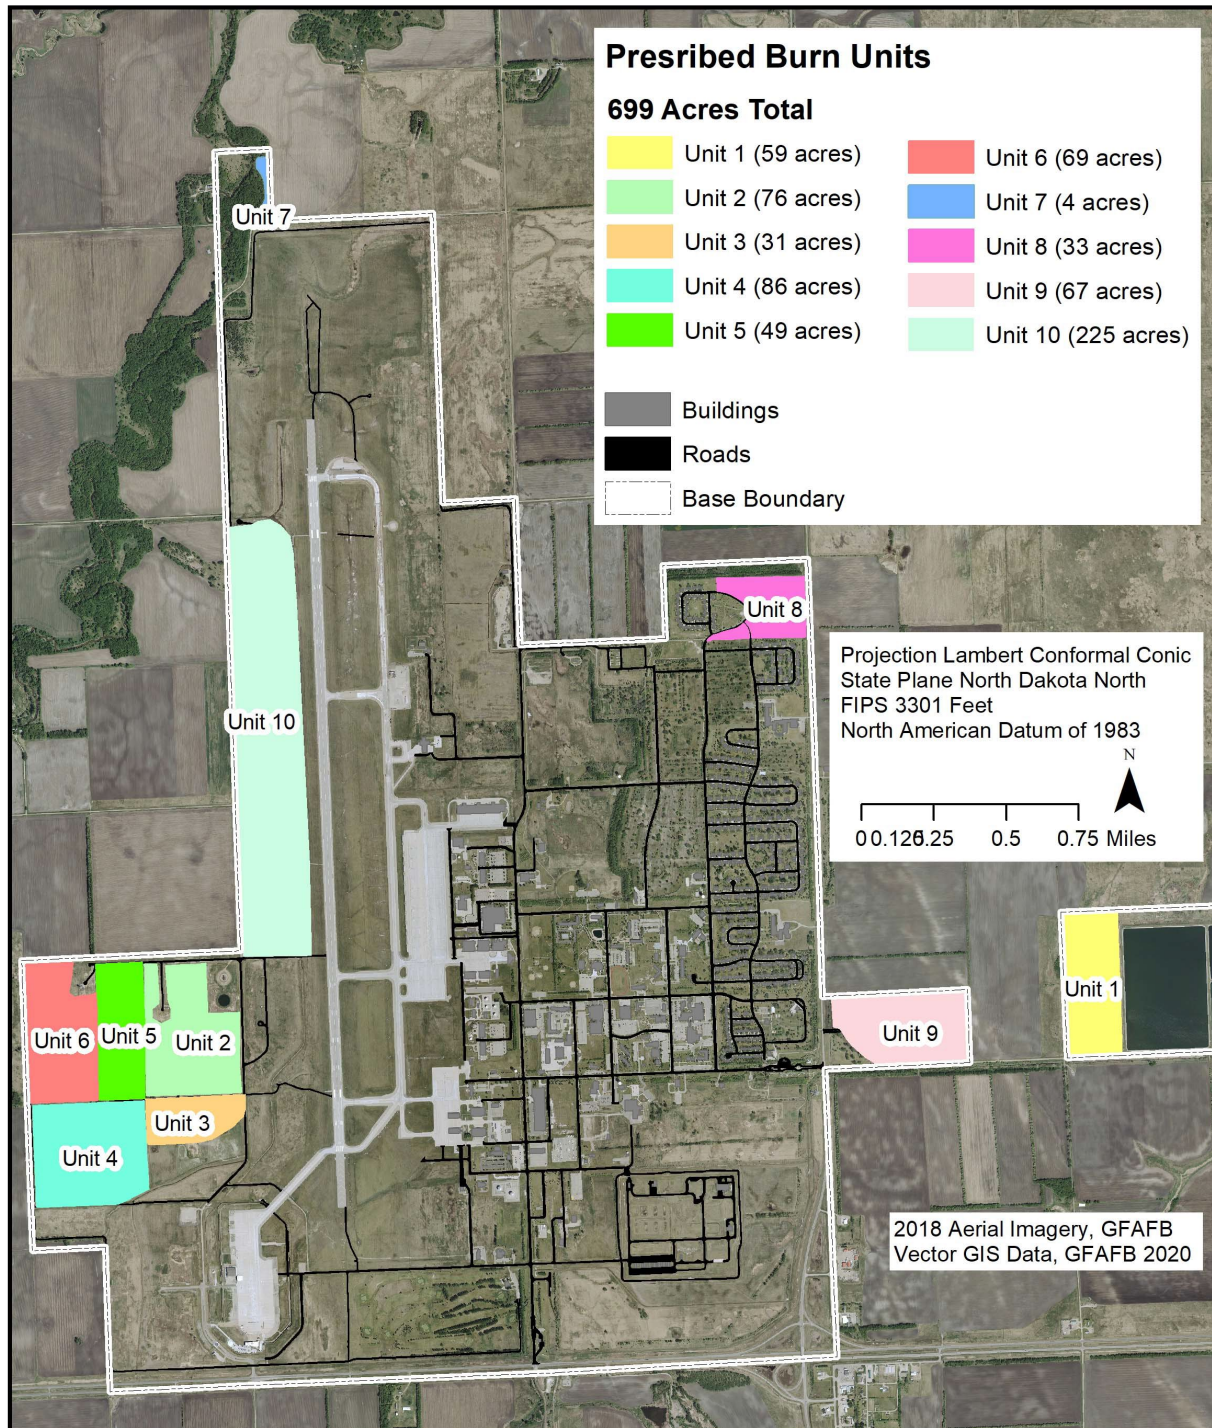 Presribed Burn Units
699 Acres Total
Unit 1 (59 acres)
Unit 2 (76 acres)
Unit 3 (31 acres)
Unit 4 (86 acres)
Unit 5 (49 acres)
Unit 6 (69 acres)
Unit 7 (4 acres)
Unit 8 (33 acres)
Unit 9 (67 acres)
Unit 10 (225 acres)
Buildings
Roads
Base Boundary
Unit 7
Unit 8
Projection Lambert Conformal Conic
State Plane North Dakota North
FIPS 3301 Feet
North American Datum of 1983
N
0 0.125 0.25 0.5 0.75 Miles
Unit 10
Unit 1
Unit 9
Unit 6
Unit 5
Unit 2
Unit 3
Unit 4
2018 Aerial Imagery, GFAFB
Vector GIS Data, GFAFB 2020